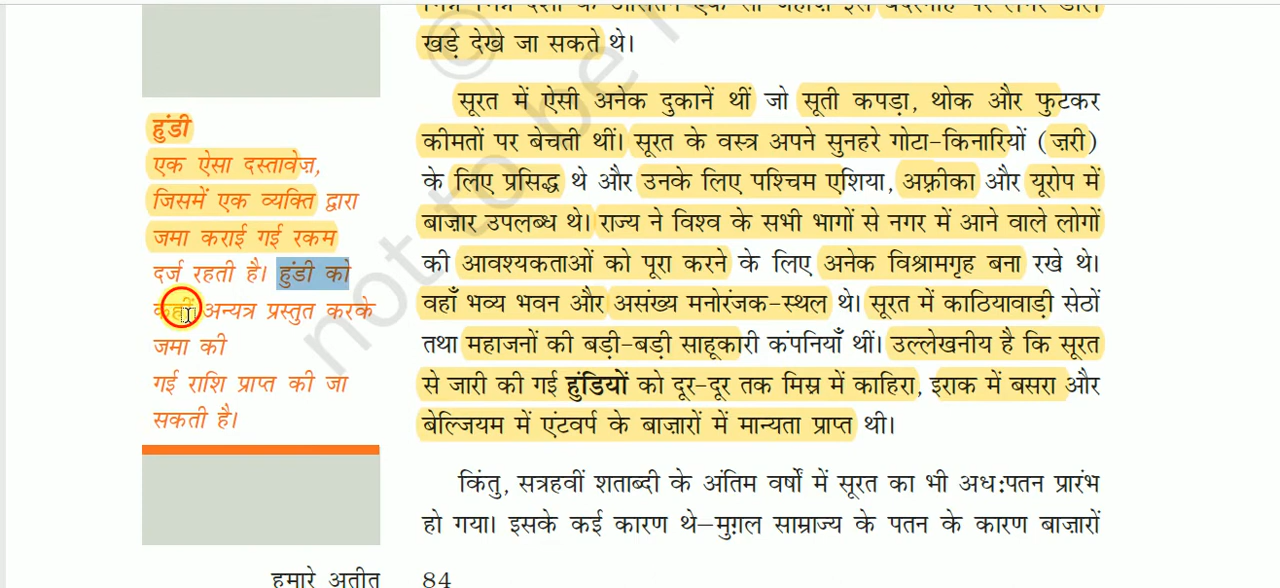 खड़े देखे जा सकते थे।
सूरत में ऐसी अनेक दुकानें थीं जो सूती कपड़ा, थोक और फुटकर
कीमतों पर बेचती थीं। सूरत के वस्त्र अपने सुनहरे गोटा-किनारियों (ज़री)
के लिए प्रसिद्ध थे और उनके लिए पश्चिम एशिया, अफ़्रीका और यूरोप में
बाज़ार उपलब्ध थे। राज्य ने विश्व के सभी भागों से नगर में आने वाले लोगों
की आवश्यकताओं को पूरा करने के लिए अनेक विश्रामगृह बना रखे थे।
वहाँ भव्य भवन और असंख्य मनोरंजक-स्थल थे। सूरत में काठियावाड़ी सेठों
तथा महाजनों की बड़ी-बड़ी साहूकारी कंपनियाँ थीं। उल्लेखनीय है कि सूरत
से जारी की गई हुंडियों को दूर-दूर तक मिस्र में काहिरा, इराक में बसरा और
बेल्जियम में एंटवर्प के बाज़ारों में मान्यता प्राप्त थी।
किंतु, सत्रहवीं शताब्दी के अंतिम वर्षों में सूरत का भी अध:पतन प्रारंभ
हो गया। इसके कई कारण थे—मुग़ल साम्राज्य के पतन के कारण बाज़ारों
हुंडी
एक ऐसा दस्तावेज़,
जिसमें एक व्यक्ति द्वारा
जमा कराई गई रकम
दर्ज रहती है। हुंडी को
कहीं अन्यत्र प्रस्तुत करके
जमा की
गई राशि प्राप्त की जा
सकती है।
हमारे अतीत
84
© not to be r